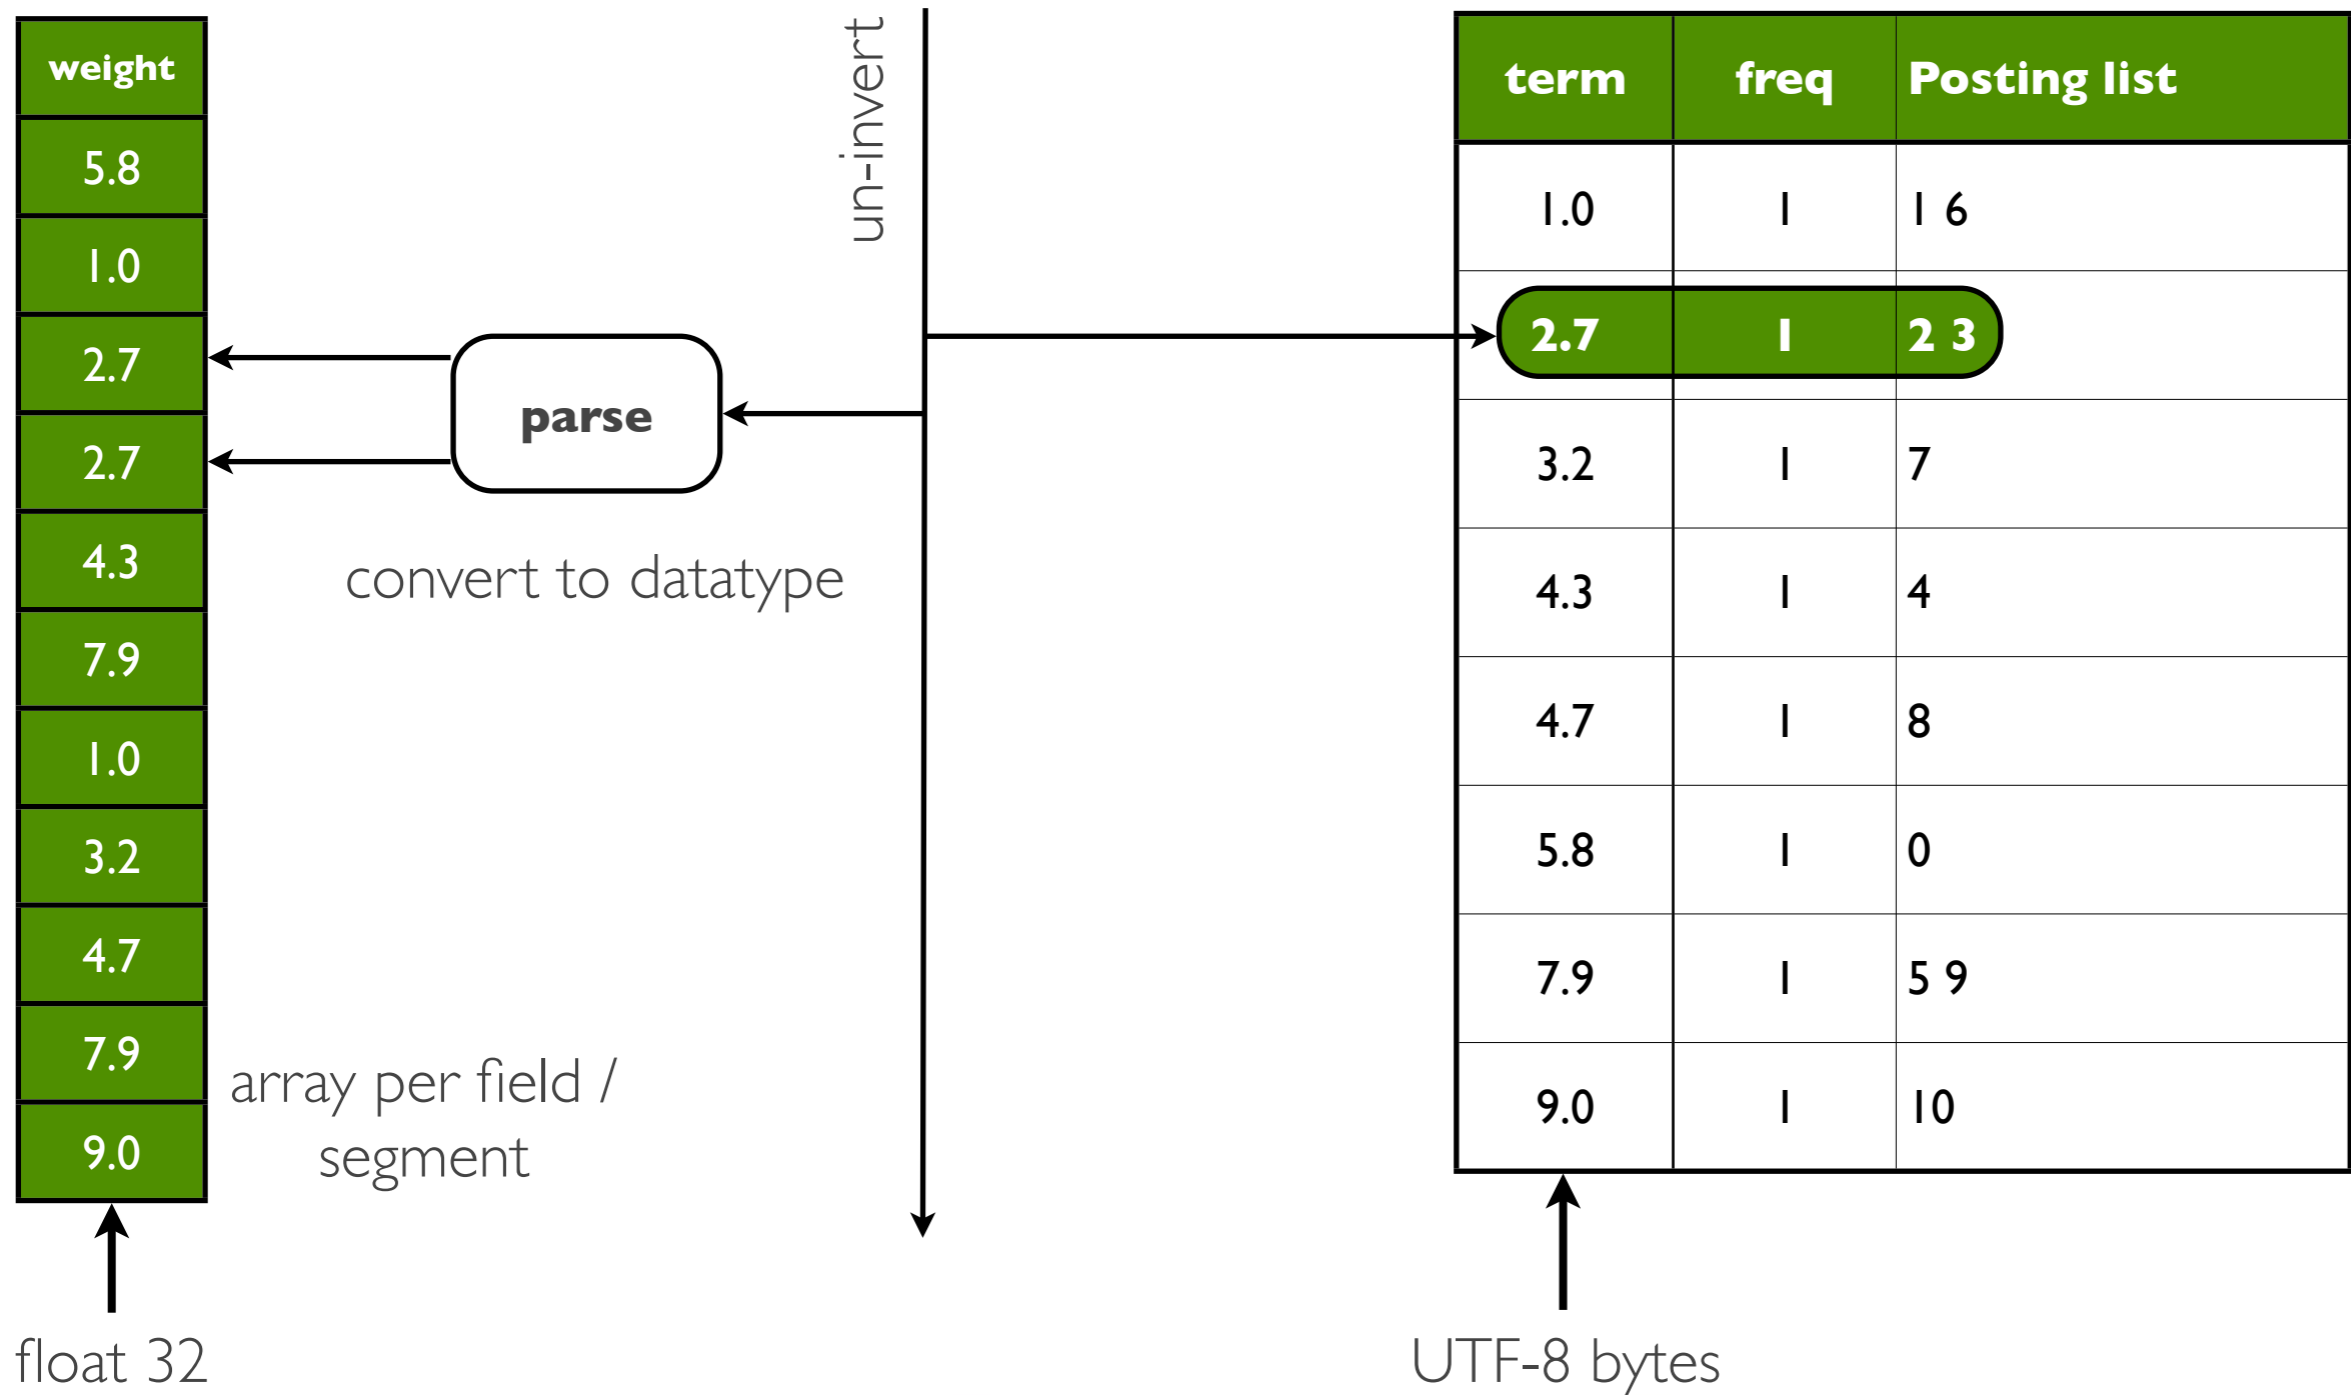 weight
5.8
1.0
2.7
2.7
4.3
7.9
1.0
3.2
4.7
7.9
9.0
float 32
un-invert
parse
convert to datatype
array per field /
segment
term freq Posting list
1.0 1 1 6
2.7 1 2 3
3.2 1 7
4.3 1 4
4.7 1 8
5.8 1 0
7.9 1 5 9
9.0 1 10
UTF-8 bytes